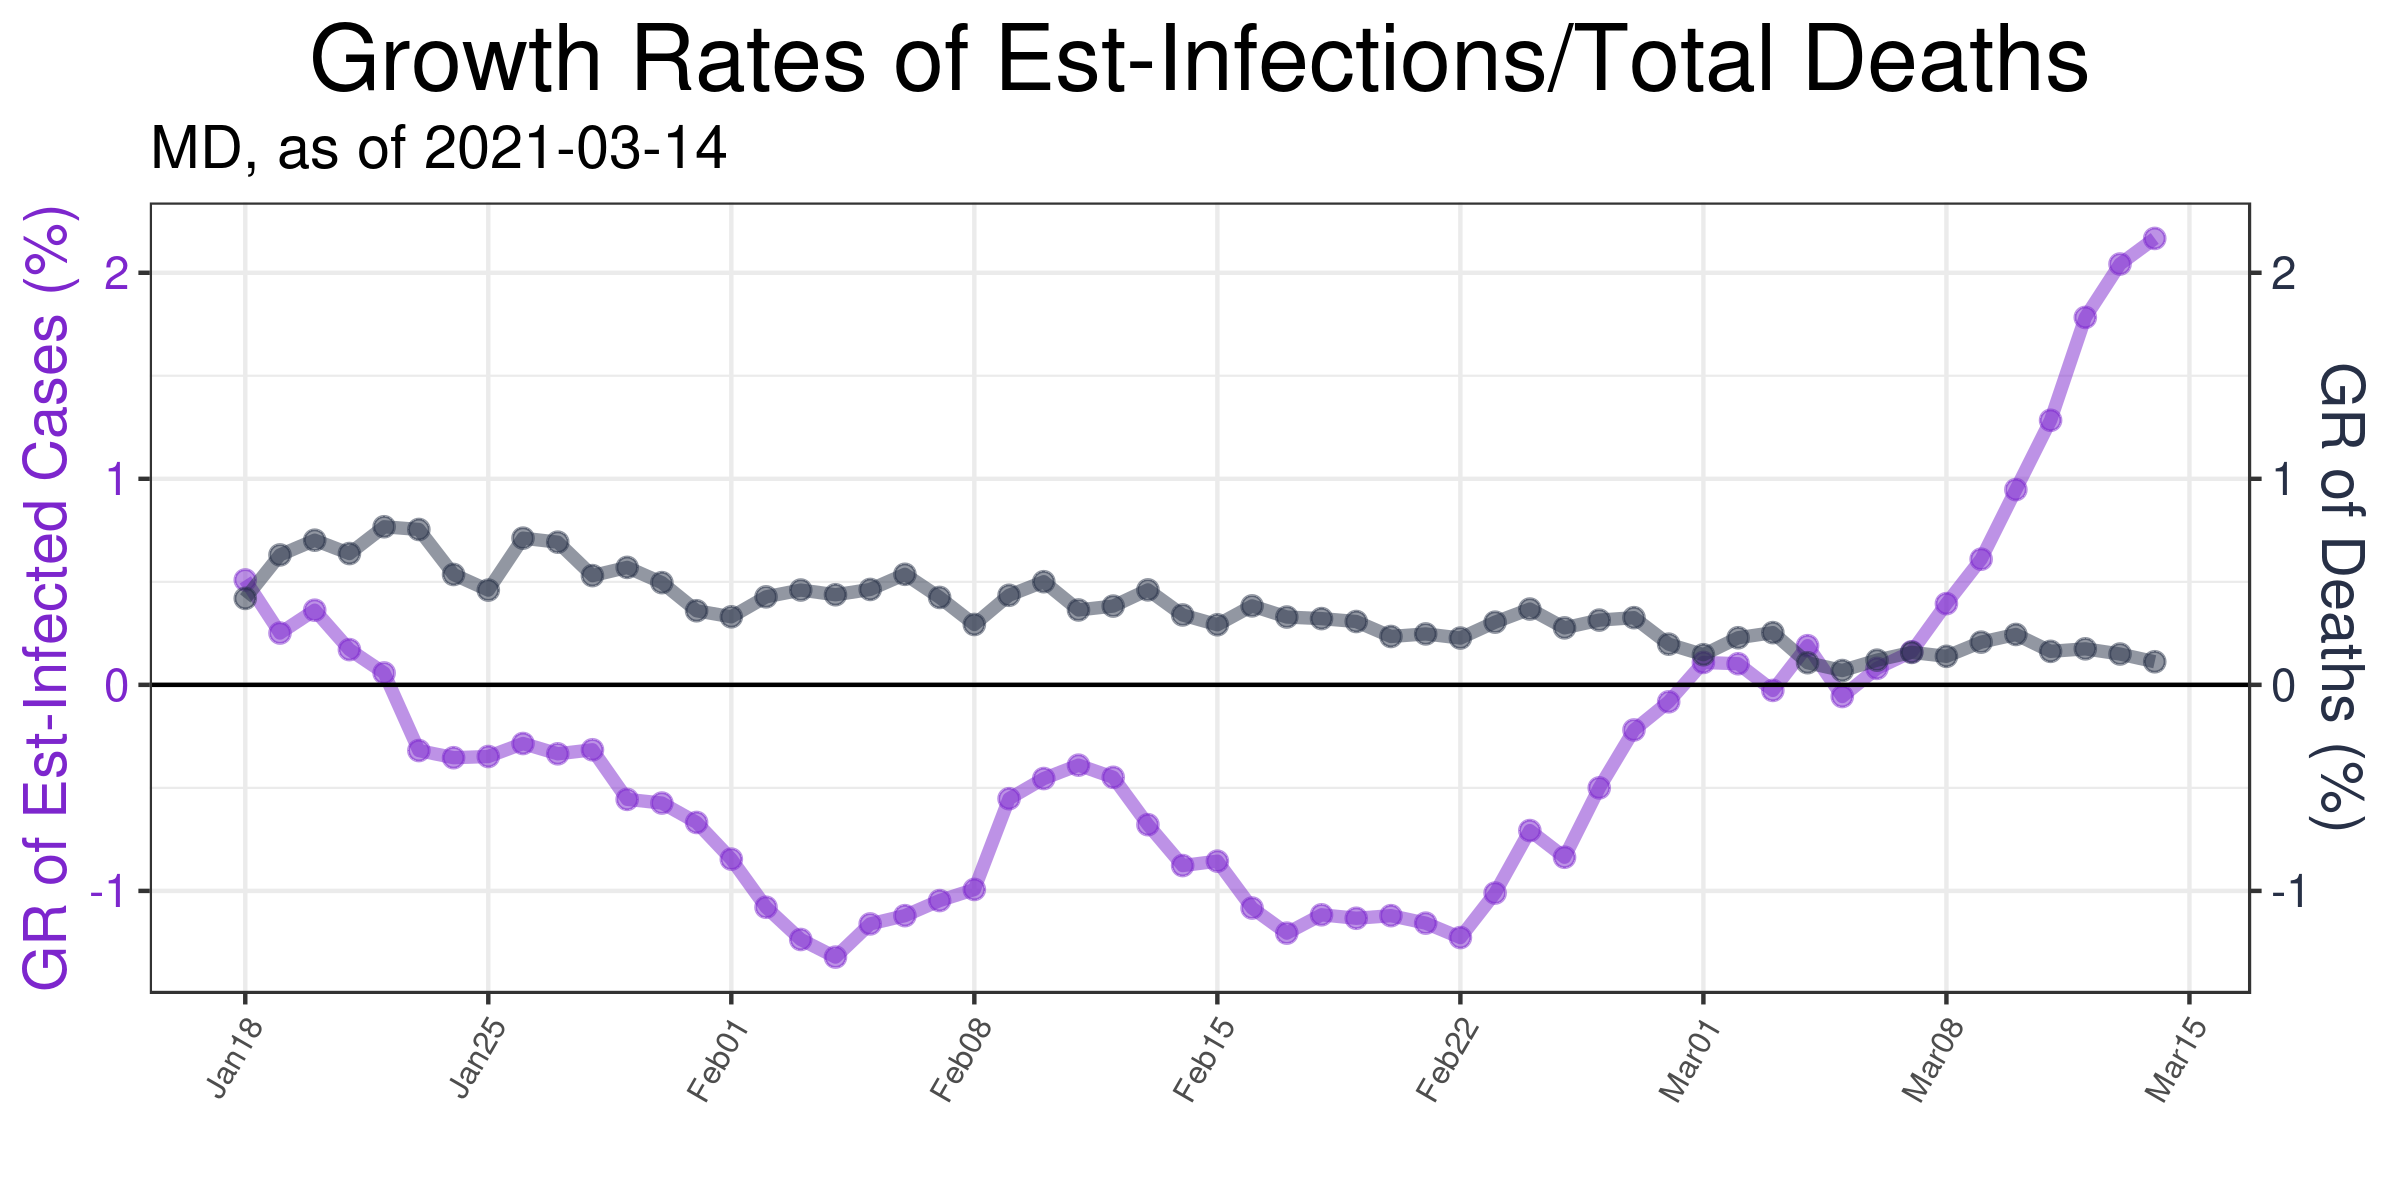 Growth Rates of Est-Infections/Total Deaths
MD, as of 2021-03-14
GR of Est-Infected Cases (%)
2
1
0
-1
2
1
0
-1
GR of Deaths (%)
Jan18
Jan25
Feb01
Feb08
Feb15
Feb22
Mar01
Mar08
Mar15